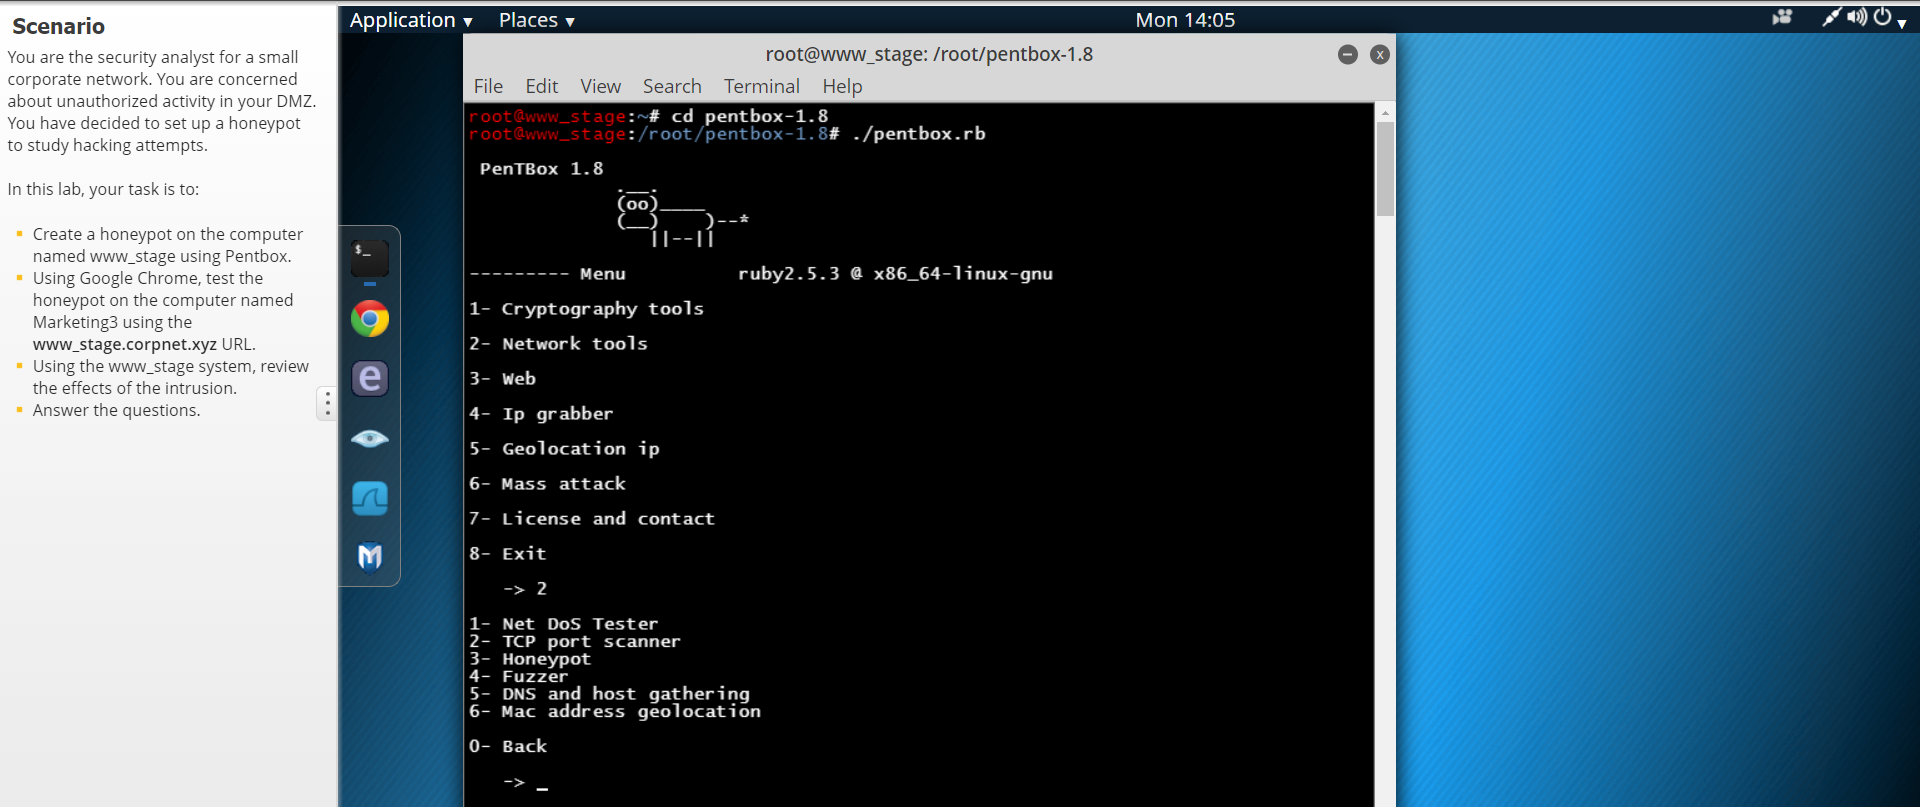 Scenario
You are the security analyst for a small
corporate network. You are concerned
about unauthorized activity in your DMZ.
You have decided to set up a honeypot
to study hacking attempts.
In this lab, your task is to:
Create a honeypot on the computer
named www_stage using Pentbox.
Using Google Chrome, test the
honeypot on the computer named
Marketing3 using the
www_stage.corpnet.xyz URL.
Using the www_stage system, review
the effects of the intrusion.
Answer the questions.
Application ▾ Places ▾ Mon 14:05
root@www_stage: /root/pentbox-1.8
File Edit View Search Terminal Help
root@www_stage:~# cd pentbox-1.8
root@www_stage:/root/pentbox-1.8# ./pentbox.rb
PenTBox 1.8
.__.
(oo)____
(__)    )--*
   ||--||
--------- Menu          ruby2.5.3 @ x86_64-linux-gnu
1- Cryptography tools
2- Network tools
3- Web
4- Ip grabber
5- Geolocation ip
6- Mass attack
7- License and contact
8- Exit
-> 2
1- Net DoS Tester
2- TCP port scanner
3- Honeypot
4- Fuzzer
5- DNS and host gathering
6- Mac address geolocation
0- Back
-> _